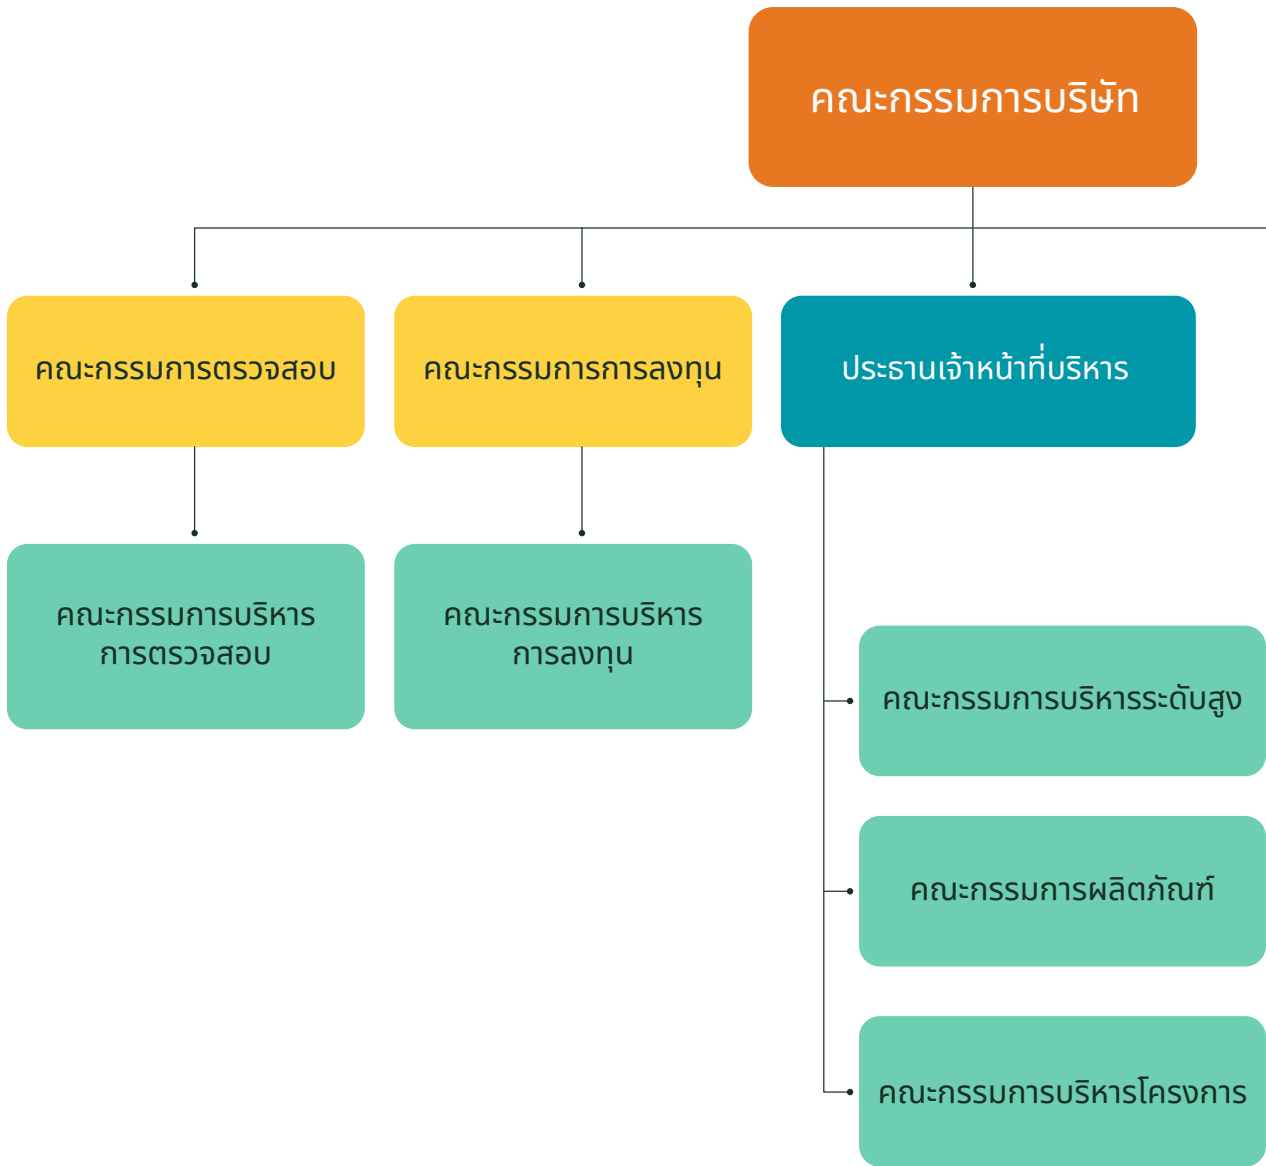 คณะกรรมการบริษัท
คณะกรรมการตรวจสอบ
คณะกรรมการการลงทุน
ประธานเจ้าหน้าที่บริหาร
คณะกรรมการบริหาร
การตรวจสอบ
คณะกรรมการบริหาร
การลงทุน
คณะกรรมการบริหารระดับสูง
คณะกรรมการผลิตภัณฑ์
คณะกรรมการบริหารโครงการ